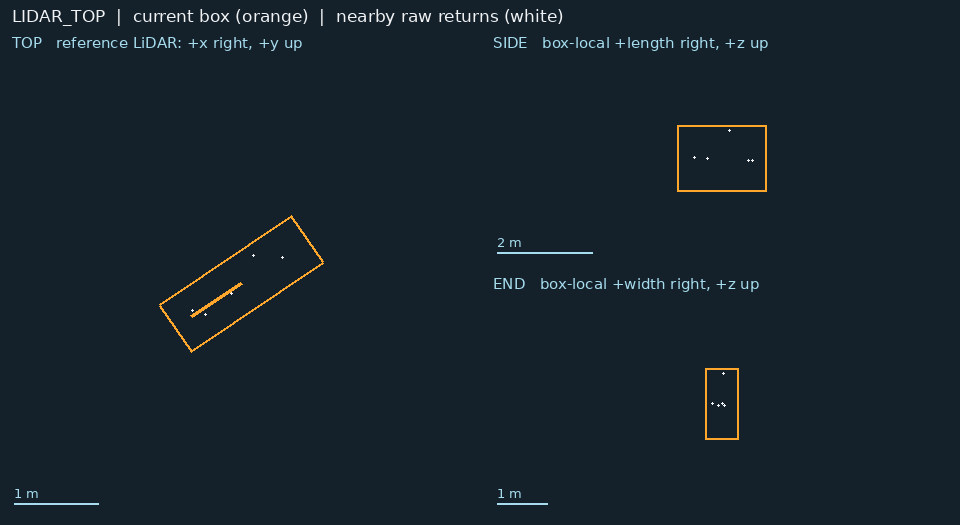 LIDAR_TOP | current box (orange) | nearby raw returns (white)
TOP reference LiDAR: +x right, +y up
SIDE box-local +length right, +z up
2 m
END box-local +width right, +z up
1 m
1 m